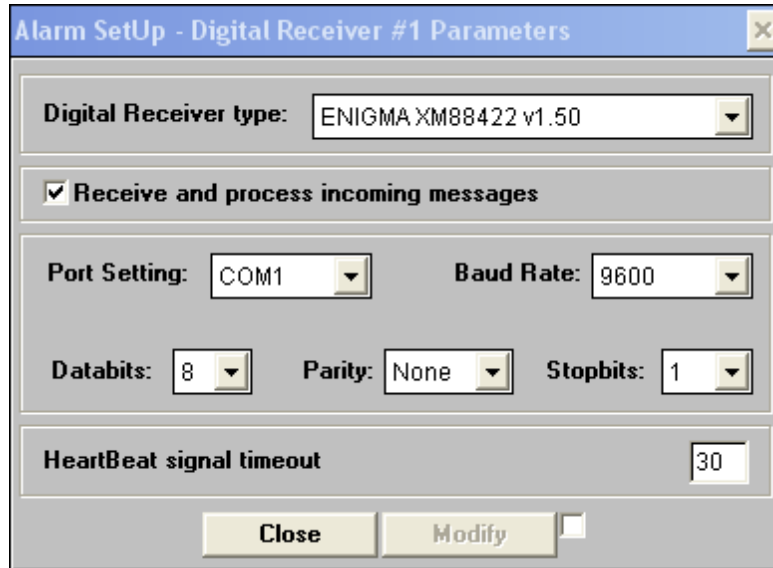 Alarm SetUp - Digital Receiver #1 Parameters
Digital Receiver type: ENIGMA XM88422 v1.50
Receive and process incoming messages
Port Setting: COM1 Baud Rate: 9600
Databits: 8 Parity: None Stopbits: 1
HeartBeat signal timeout 30
Close Modify